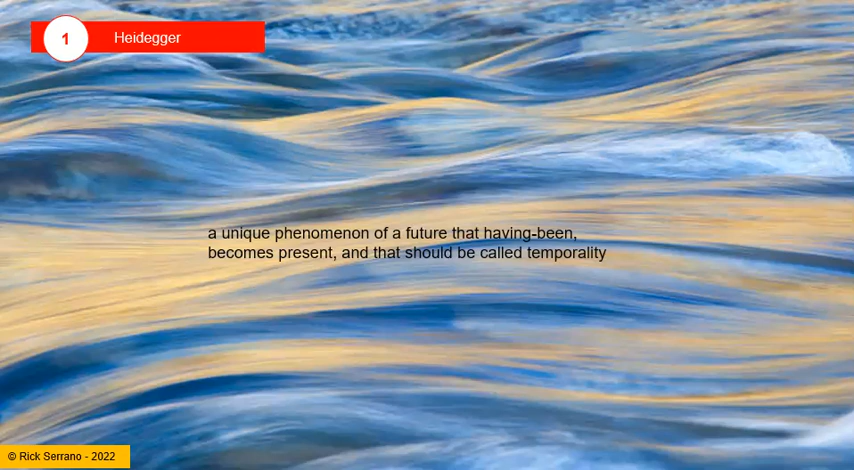 1
Heidegger
a unique phenomenon of a future that having-been,
becomes present, and that should be called temporality
© Rick Serrano - 2022